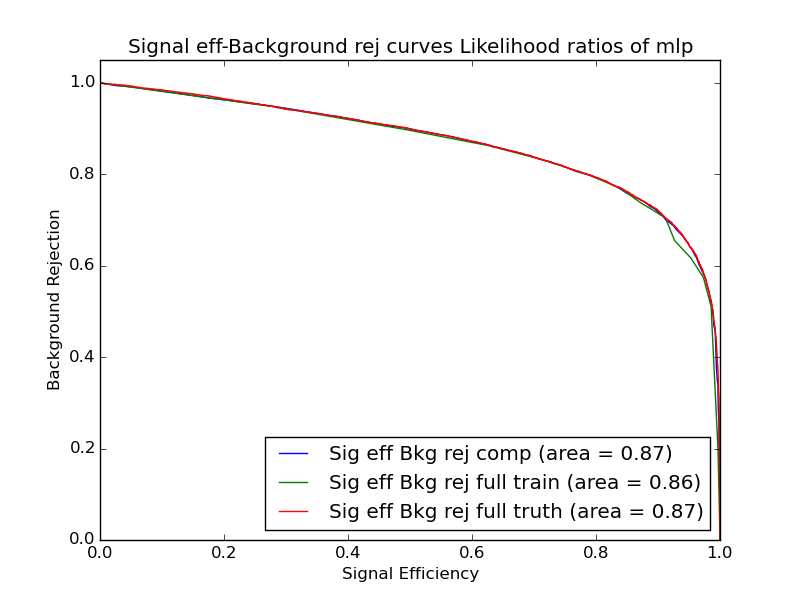 Signal eff-Background rej curves Likelihood ratios of mlp
1.0
0.8
0.6
0.4
0.2
0.0
Background Rejection
Sig eff Bkg rej comp (area = 0.87)
Sig eff Bkg rej full train (area = 0.86)
Sig eff Bkg rej full truth (area = 0.87)
0.0 0.2 0.4 0.6 0.8 1.0
Signal Efficiency